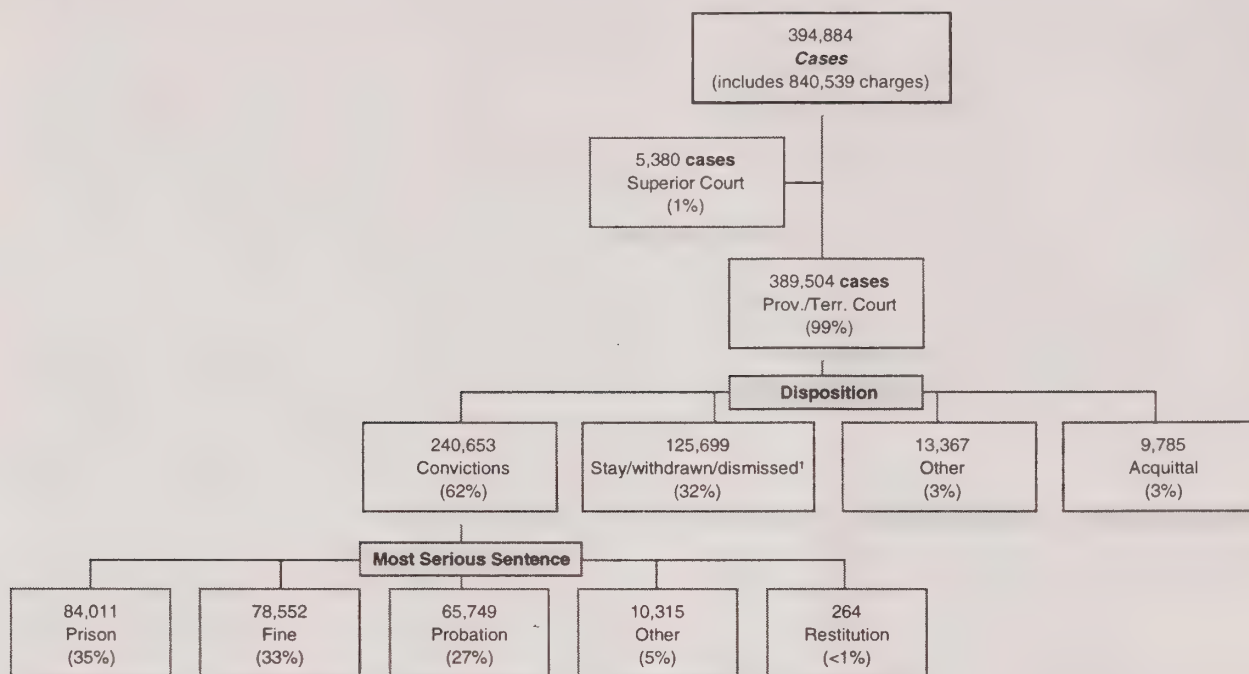 394,884
Cases
(includes 840,539 charges)
5,380 cases
Superior Court
(1%)
389,504 cases
Prov./Terr. Court
(99%)
Disposition
240,653
Convictions
(62%)
125,699
Stay/withdrawn/dismissed¹
(32%)
13,367
Other
(3%)
9,785
Acquittal
(3%)
Most Serious Sentence
84,011
Prison
(35%)
78,552
Fine
(33%)
65,749
Probation
(27%)
10,315
Other
(5%)
264
Restitution
(<1%)